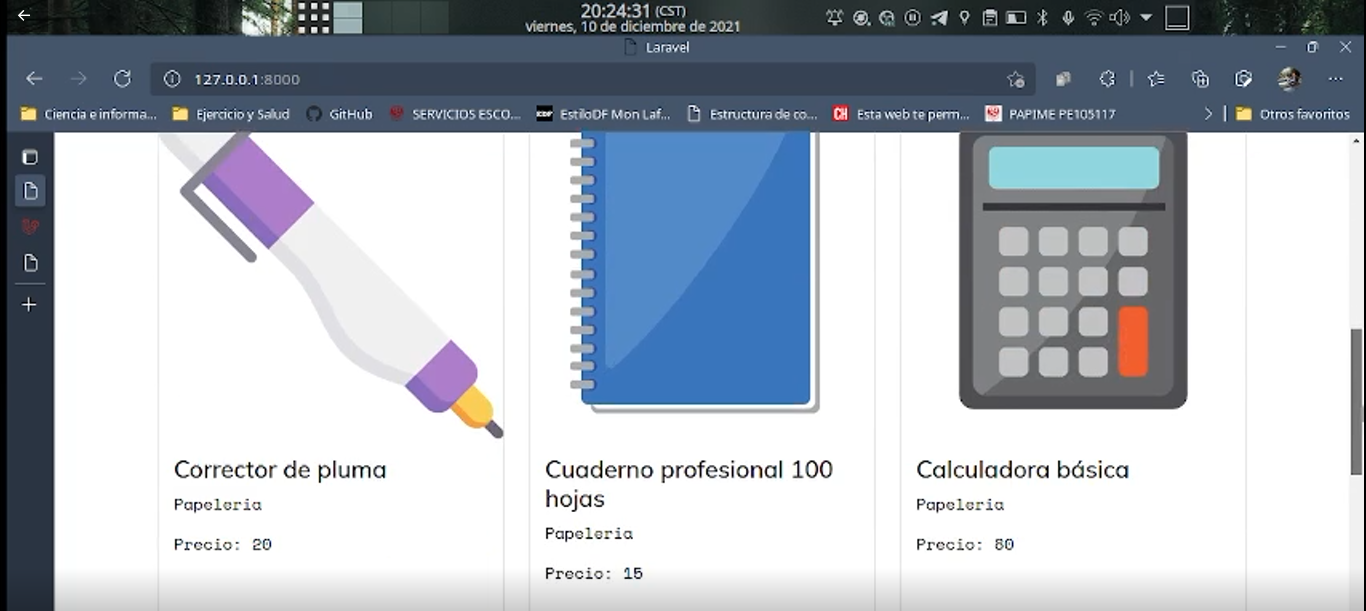 20:24:31 (CST)
viernes, 10 de diciembre de 2021
Laravel
127.0.0.1:8000
Ciencia e informa...
Ejercicio y Salud
GitHub
SERVICIOS ESCO...
EstiloDF Mon Laf...
Estructura de co...
CH
Esta web te perm...
PAPIME PE105117
Otros favoritos
Corrector de pluma
Papeleria
Precio: 20
Cuaderno profesional 100
hojas
Papeleria
Precio: 15
Calculadora básica
Papeleria
Precio: 80